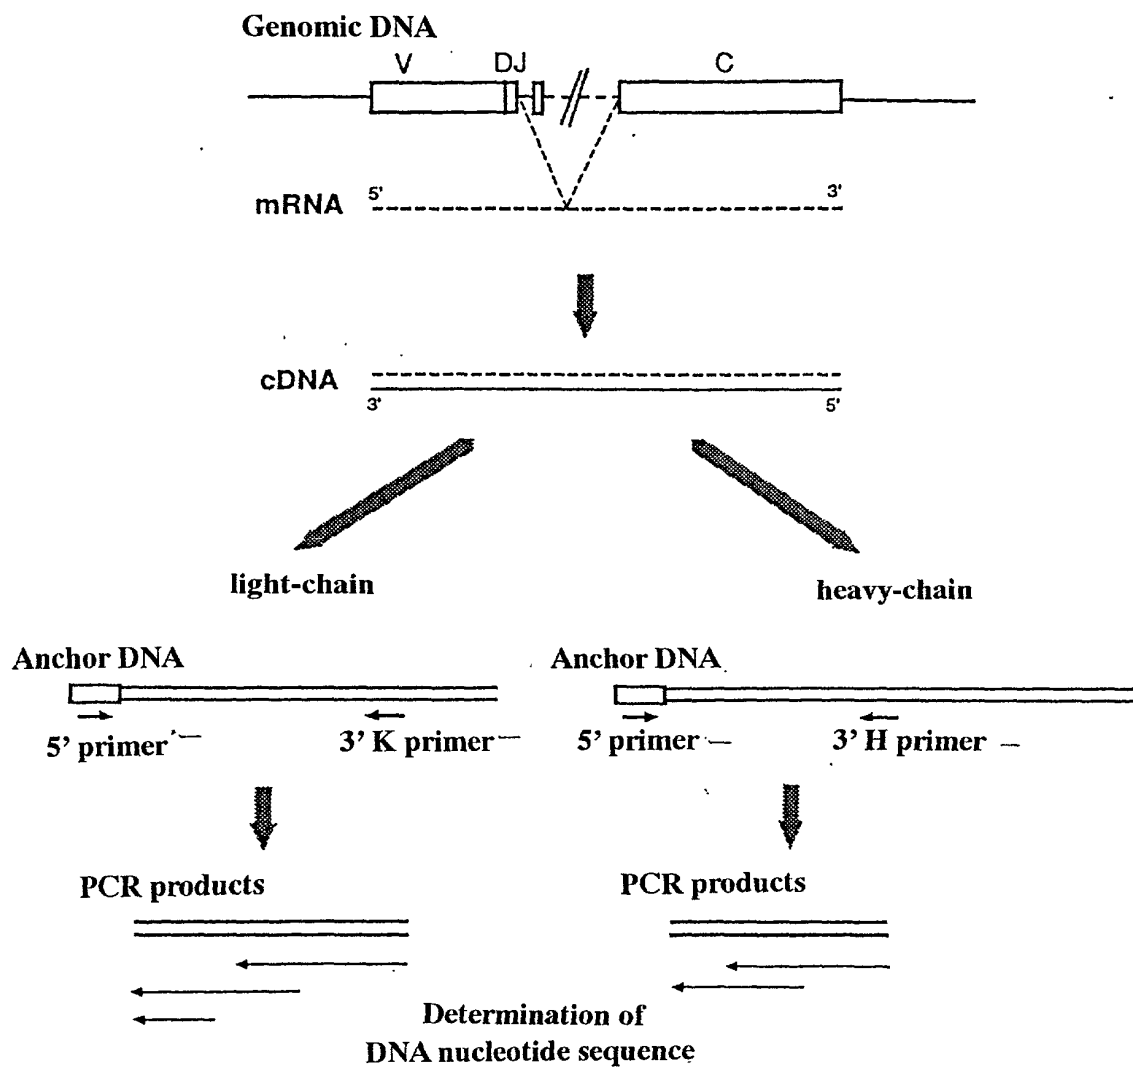 Genomic DNA
V DJ C
5' 3'
mRNA
cDNA
3' 5'
light-chain heavy-chain
Anchor DNA Anchor DNA
5' primer 3' K primer 5' primer 3' H primer
PCR products PCR products
Determination of
DNA nucleotide sequence